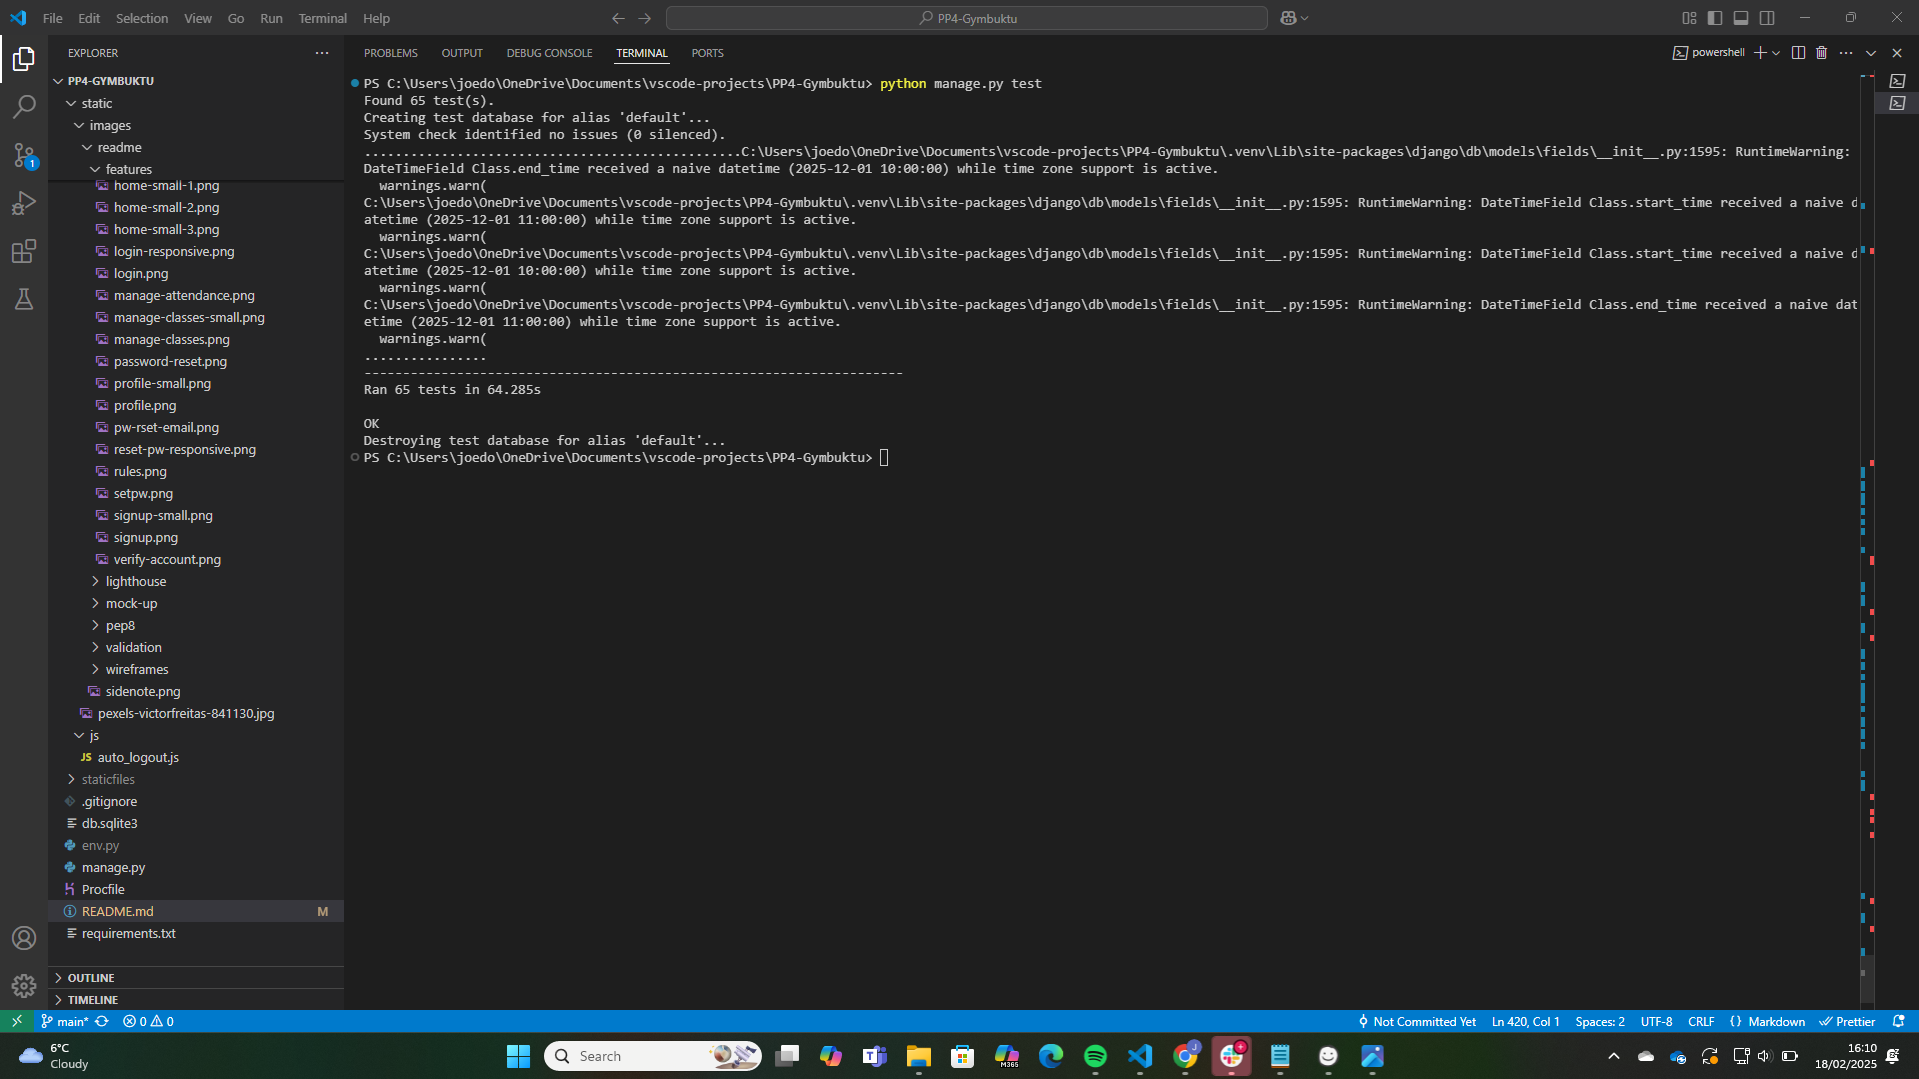 File Edit Selection View Go Run Terminal Help
PP4-Gymbuktu
EXPLORER
PP4-GYMBUKTU
static
images
readme
features
home-small-1.png
home-small-2.png
home-small-3.png
login-responsive.png
login.png
manage-attendance.png
manage-classes-small.png
manage-classes.png
password-reset.png
profile-small.png
profile.png
pw-rset-email.png
reset-pw-responsive.png
rules.png
setpw.png
signup-small.png
signup.png
verify-account.png
lighthouse
mock-up
pep8
validation
wireframes
sidenote.png
pexels-victorfreitas-841130.jpg
js
JS auto_logout.js
staticfiles
.gitignore
db.sqlite3
env.py
manage.py
Procfile
README.md M
requirements.txt
OUTLINE
TIMELINE
1
PROBLEMS OUTPUT DEBUG CONSOLE TERMINAL PORTS
powershell
PS C:\Users\joedo\OneDrive\Documents\vscode-projects\PP4-Gymbuktu> python manage.py test
Found 65 test(s).
Creating test database for alias 'default'...
System check identified no issues (0 silenced).
.................................................C:\Users\joedo\OneDrive\Documents\vscode-projects\PP4-Gymbuktu\.venv\Lib\site-packages\django\db\models\fields\__init__.py:1595: RuntimeWarning:
DateTimeField Class.end_time received a naive datetime (2025-12-01 10:00:00) while time zone support is active.
warnings.warn(
C:\Users\joedo\OneDrive\Documents\vscode-projects\PP4-Gymbuktu\.venv\Lib\site-packages\django\db\models\fields\__init__.py:1595: RuntimeWarning: DateTimeField Class.start_time received a naive d
atetime (2025-12-01 11:00:00) while time zone support is active.
warnings.warn(
C:\Users\joedo\OneDrive\Documents\vscode-projects\PP4-Gymbuktu\.venv\Lib\site-packages\django\db\models\fields\__init__.py:1595: RuntimeWarning: DateTimeField Class.start_time received a naive d
atetime (2025-12-01 10:00:00) while time zone support is active.
warnings.warn(
C:\Users\joedo\OneDrive\Documents\vscode-projects\PP4-Gymbuktu\.venv\Lib\site-packages\django\db\models\fields\__init__.py:1595: RuntimeWarning: DateTimeField Class.end_time received a naive dat
etime (2025-12-01 11:00:00) while time zone support is active.
warnings.warn(
................
----------------------------------------------------------------------
Ran 65 tests in 64.285s
OK
Destroying test database for alias 'default'...
PS C:\Users\joedo\OneDrive\Documents\vscode-projects\PP4-Gymbuktu>
main* 0 0
Not Committed Yet Ln 420, Col 1 Spaces: 2 UTF-8 CRLF {} Markdown Prettier
6°C
Cloudy
Search
M365
J
16:10
18/02/2025